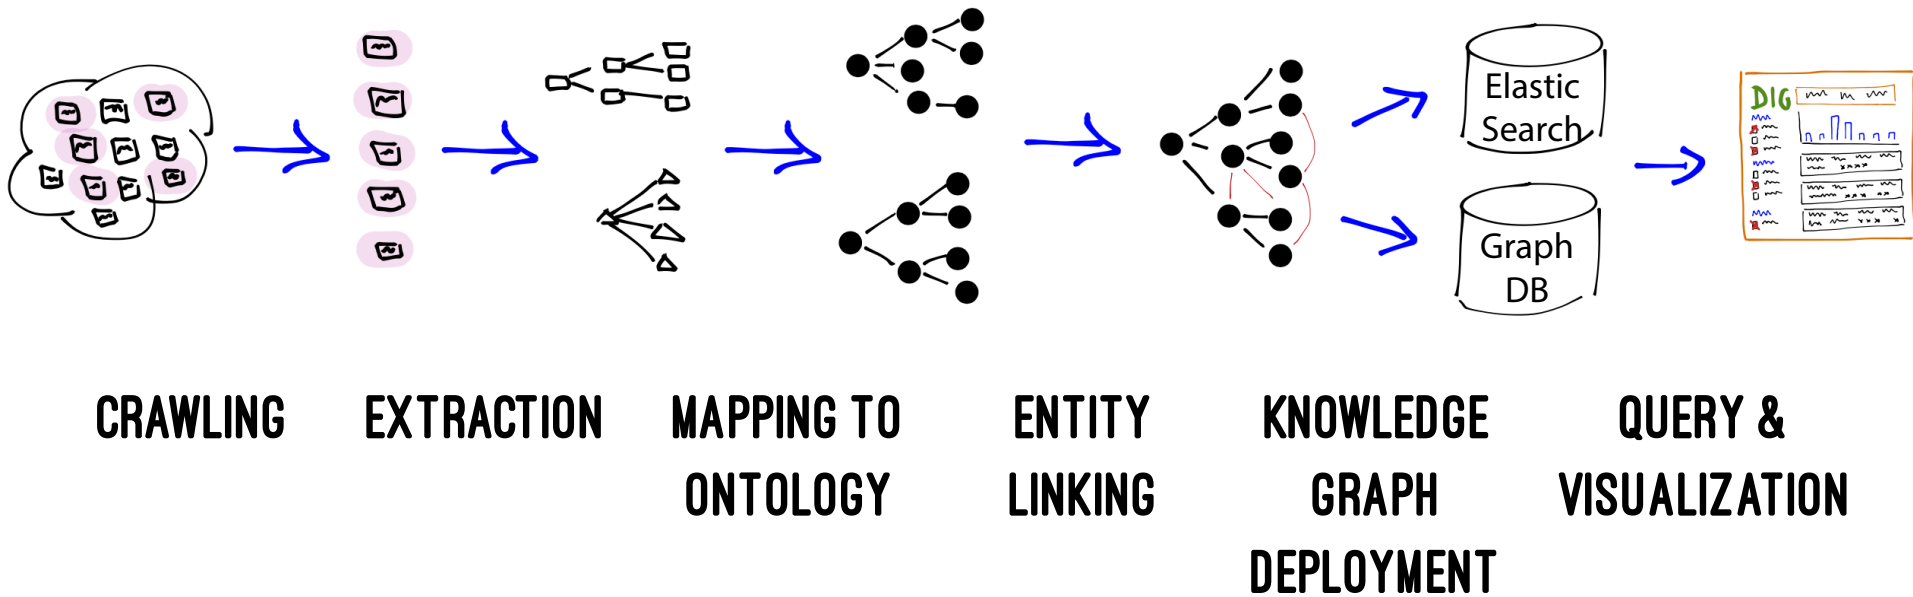 Elastic
Search
Graph
DB
DIG
CRAWLING
EXTRACTION
MAPPING TO
ONTOLOGY
ENTITY
LINKING
KNOWLEDGE
GRAPH
DEPLOYMENT
QUERY &
VISUALIZATION